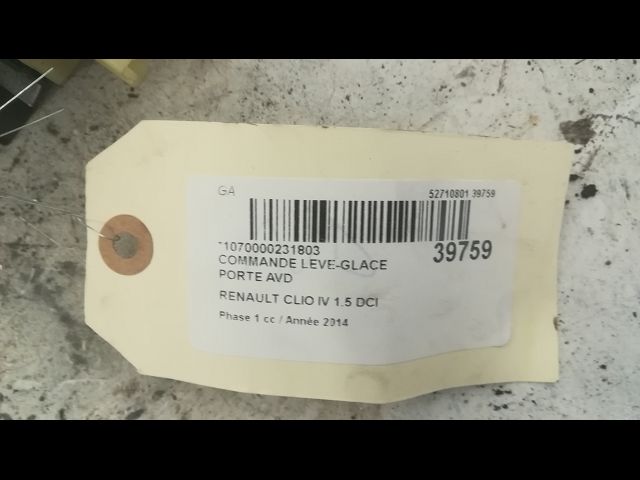 GA 52710801 39759
11070000231803 39759
COMMANDE LEVE-GLACE
PORTE AVD
RENAULT CLIO IV 1.5 DCI
Phase 1 cc / Année 2014